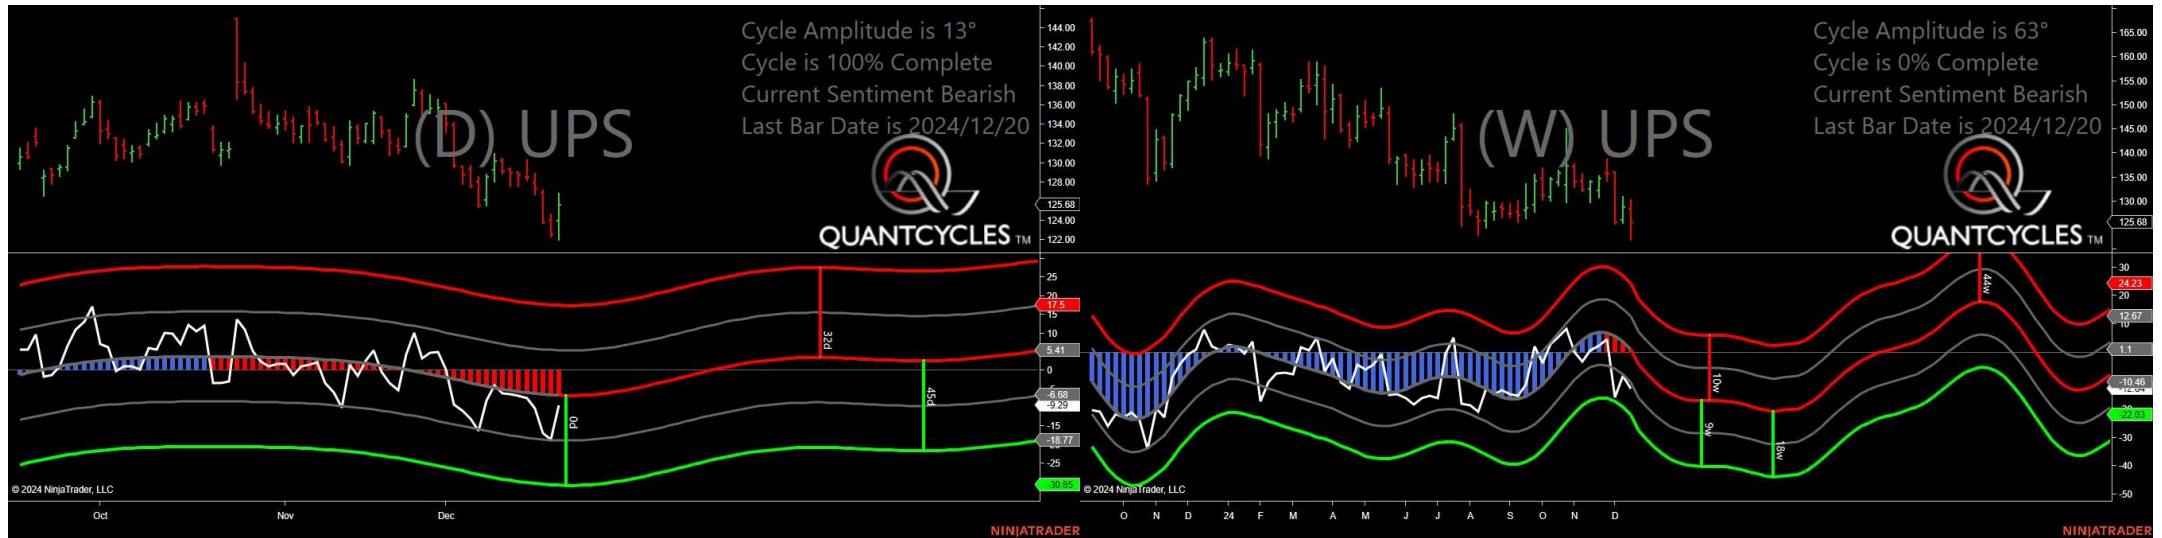 Cycle Amplitude is 13°
Cycle is 100% Complete
Current Sentiment Bearish
Last Bar Date is 2024/12/20
(D) UPS
QUANTCYCLES TM
144.00
142.00
140.00
138.00
136.00
134.00
132.00
130.00
128.00
125.68
124.00
122.00
25
20
17.5
15
10
5.41
0
-6.68
-9.29
-15
-18.77
-25
-30.85
32d
45d
0d
© 2024 NinjaTrader, LLC
Oct
Nov
Dec
NINJATRADER
Cycle Amplitude is 63°
Cycle is 0% Complete
Current Sentiment Bearish
Last Bar Date is 2024/12/20
(W) UPS
QUANTCYCLES TM
165.00
160.00
155.00
150.00
145.00
140.00
135.00
130.00
125.68
30
24.23
20
12.67
10
1.1
-10.46
-22.03
-30
-40
-50
44w
10w
9w
18w
© 2024 NinjaTrader, LLC
O
N
D
24
F
M
A
M
J
J
A
S
O
N
D
NINJATRADER